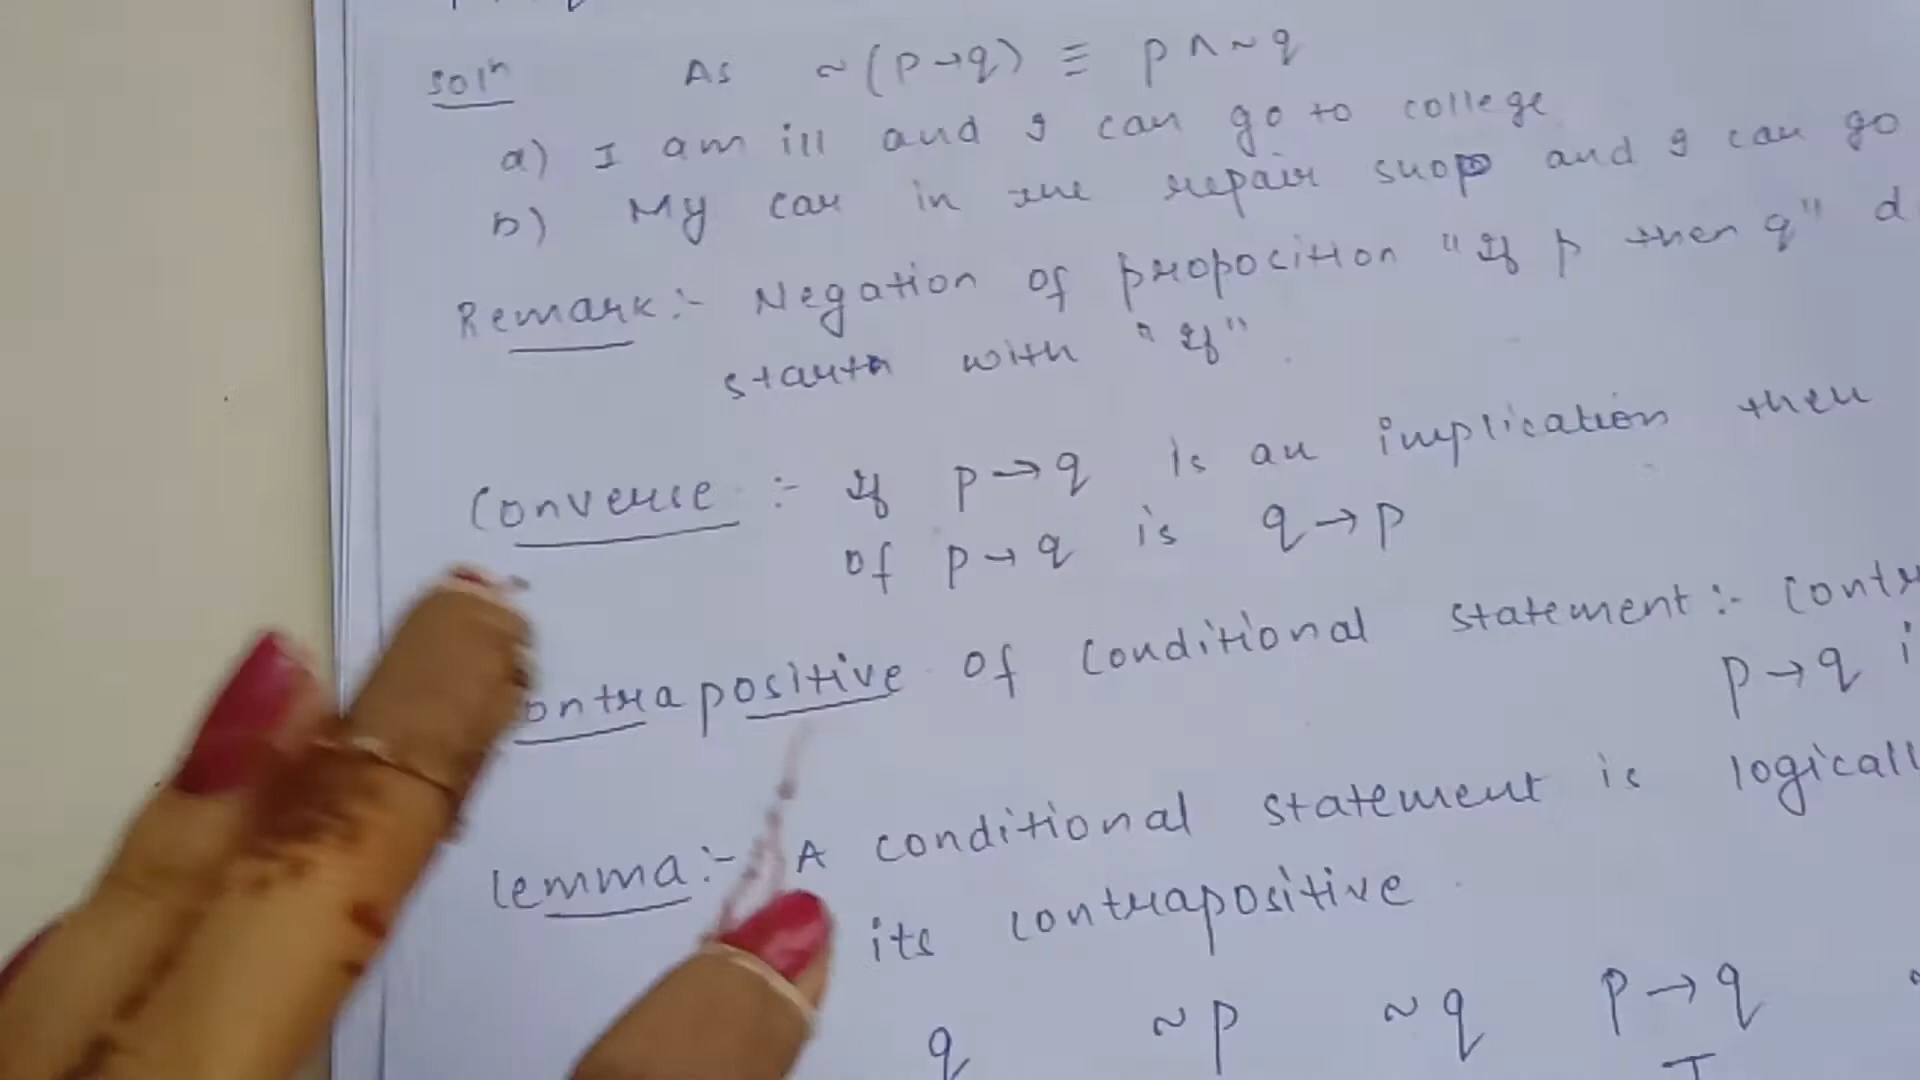 soln As ~(p→q) ≡ p∧~q
a) I am ill and I can go to college
b) My car in the repair shop and I can go
Remark:- Negation of proposition "If p then q" d
start with "If".
Converse :- If p→q is an implication then
of p→q is q→p
ontrapositive of conditional statement:- Contr
p→q i
lemma:- A conditional statement is logicall
its contrapositive.
q ~p ~q p→q ~
T